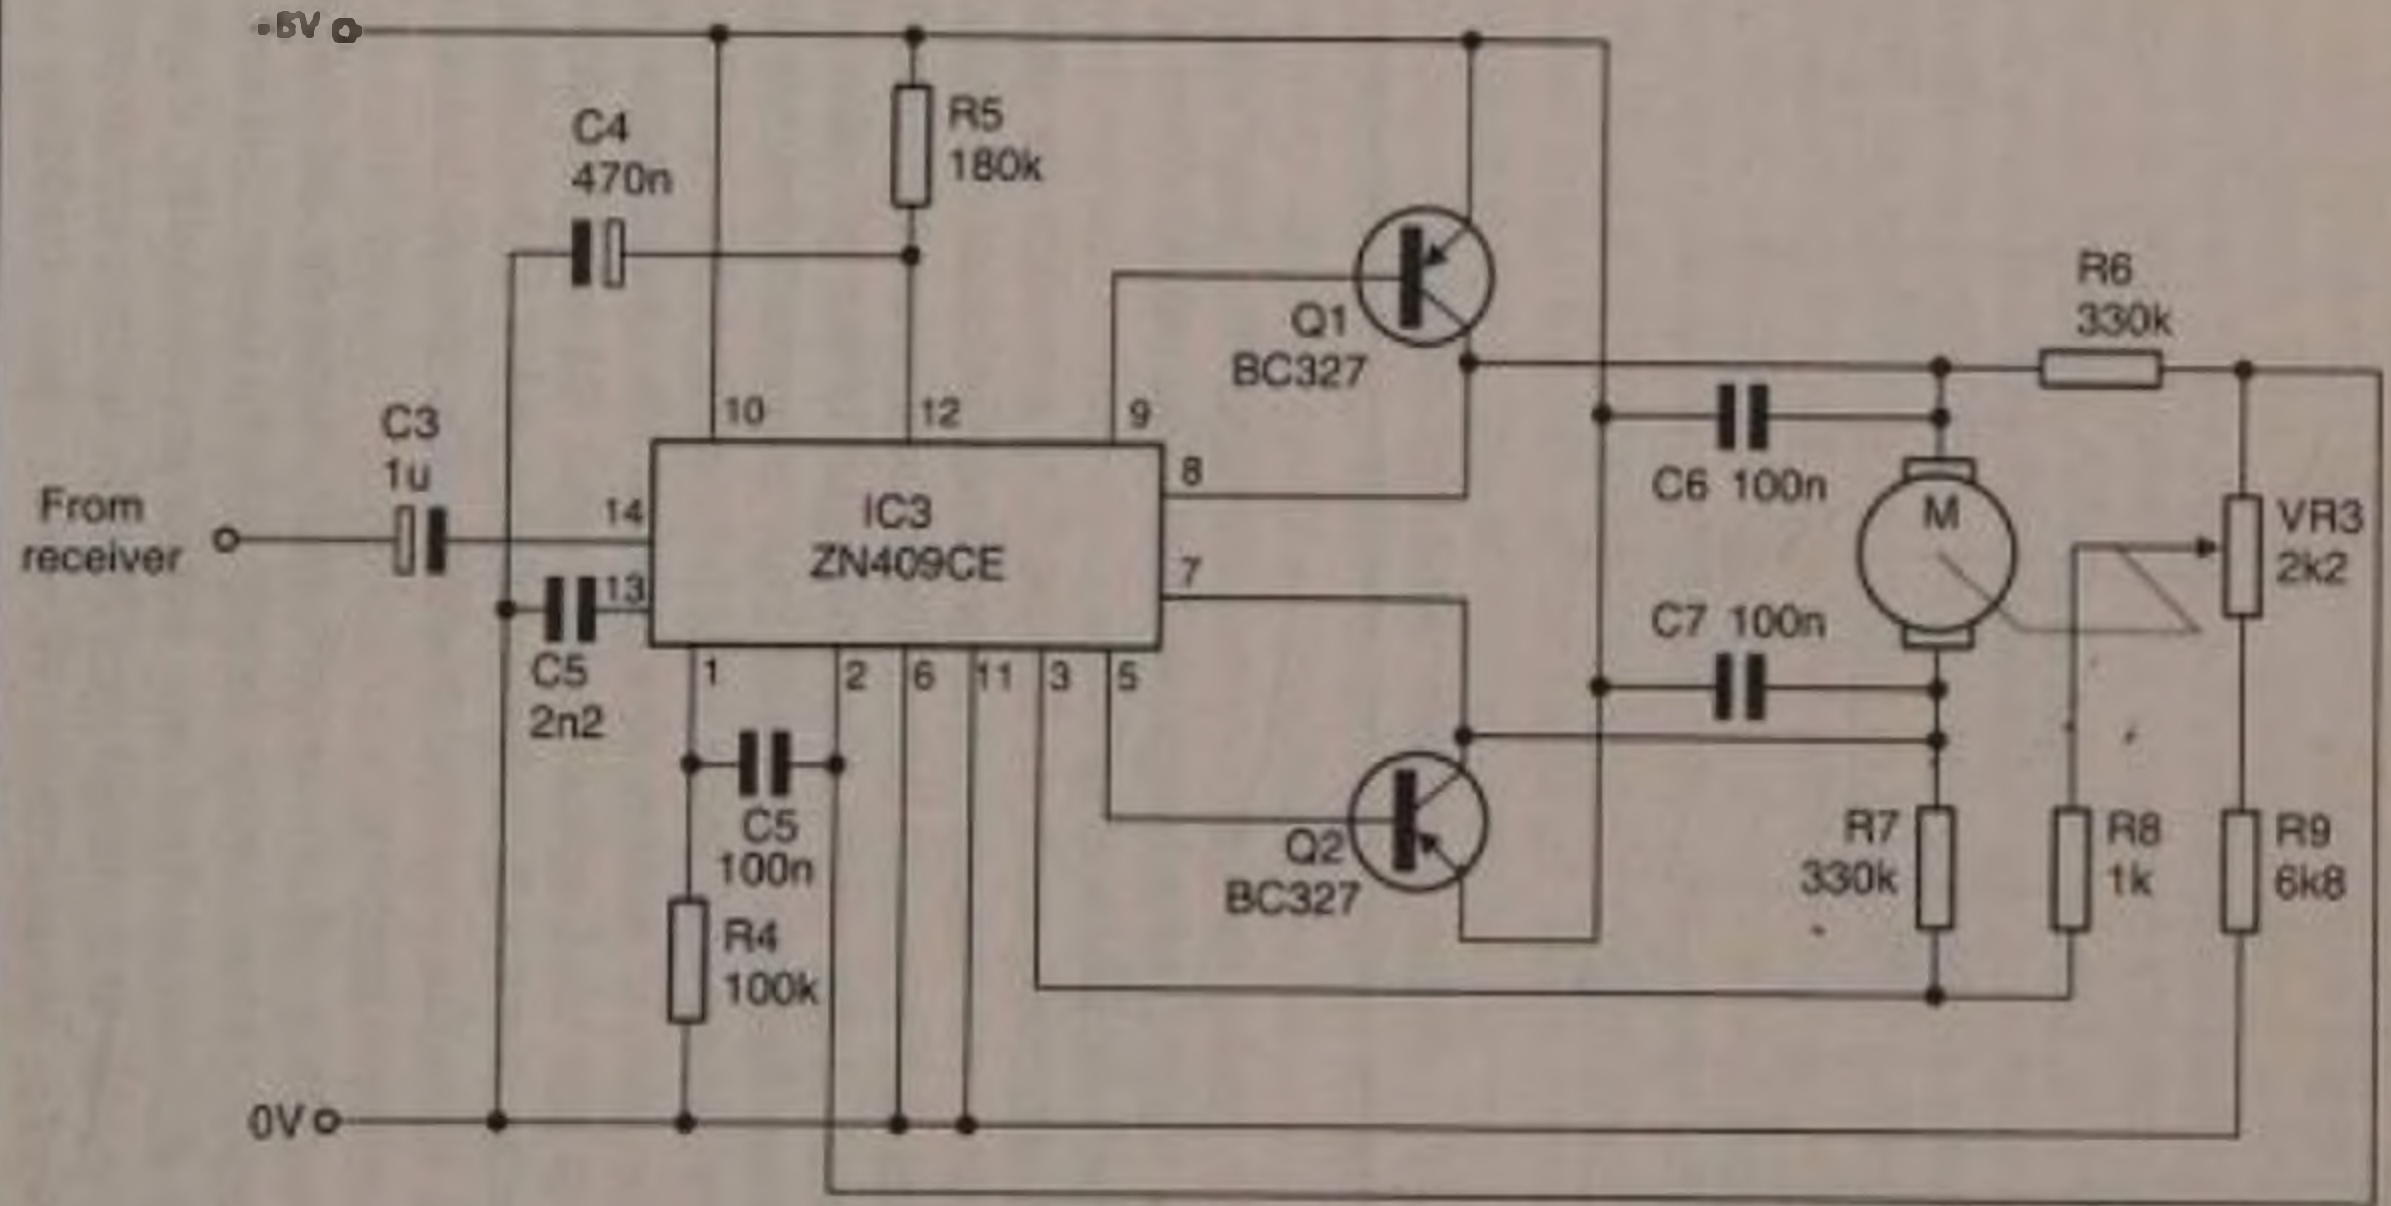 +5V
C4
470n
R5
180k
Q1
BC327
R6
330k
C3
1u
From
receiver
10
12
9
14
13
8
7
IC3
ZN409CE
C6 100n
M
VR3
2k2
C7 100n
C5
2n2
1
2
6
11
3
5
C5
100n
Q2
BC327
R7
330k
R8
1k
R9
6k8
R4
100k
0V